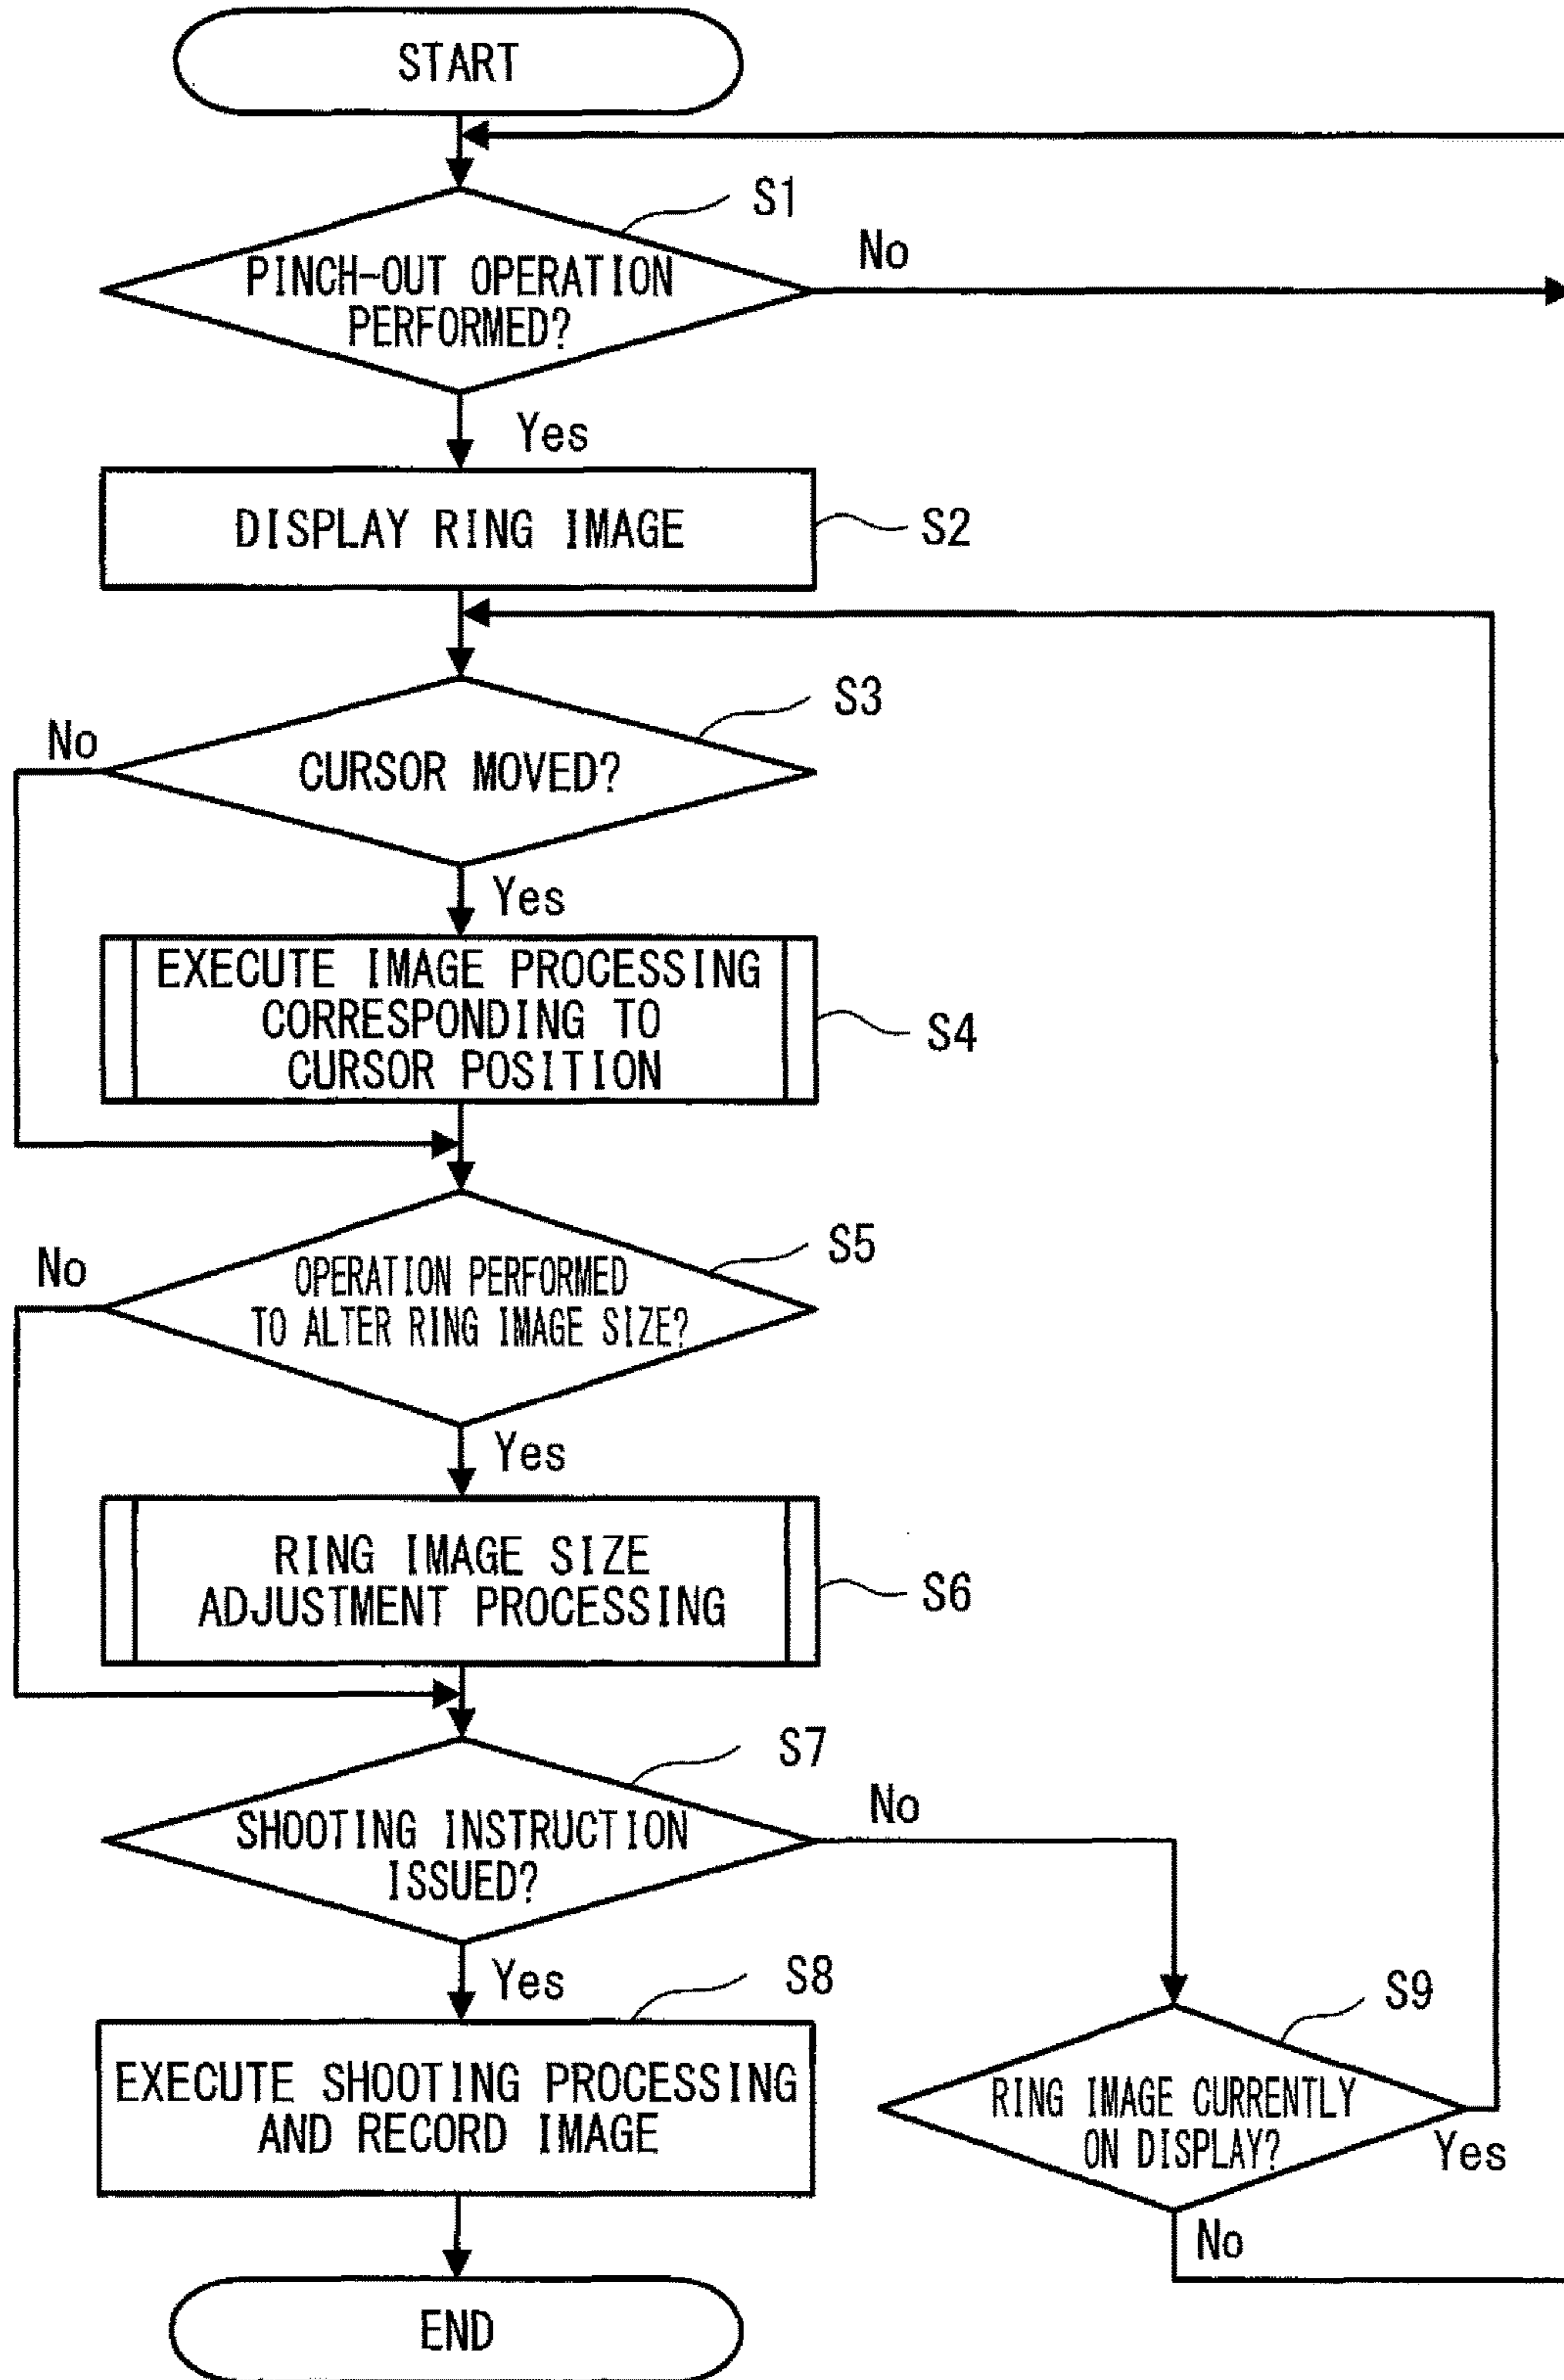 START
S1
No
PINCH-OUT OPERATION
PERFORMED?
Yes
DISPLAY RING IMAGE
S2
S3
No
CURSOR MOVED?
Yes
EXECUTE IMAGE PROCESSING
CORRESPONDING TO
CURSOR POSITION
S4
S5
No
OPERATION PERFORMED
TO ALTER RING IMAGE SIZE?
Yes
RING IMAGE SIZE
ADJUSTMENT PROCESSING
S6
S7
No
SHOOTING INSTRUCTION
ISSUED?
Yes
S8
EXECUTE SHOOTING PROCESSING
AND RECORD IMAGE
S9
RING IMAGE CURRENTLY
ON DISPLAY?
Yes
No
END